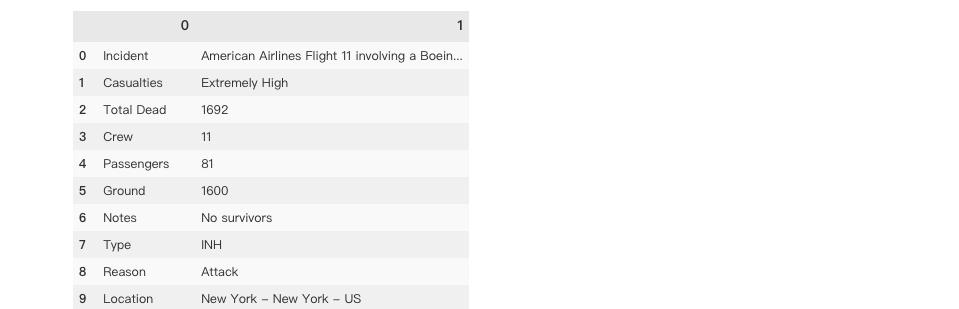 0 1
0 Incident American Airlines Flight 11 involving a Boein...
1 Casualties Extremely High
2 Total Dead 1692
3 Crew 11
4 Passengers 81
5 Ground 1600
6 Notes No survivors
7 Type INH
8 Reason Attack
9 Location New York – New York – US